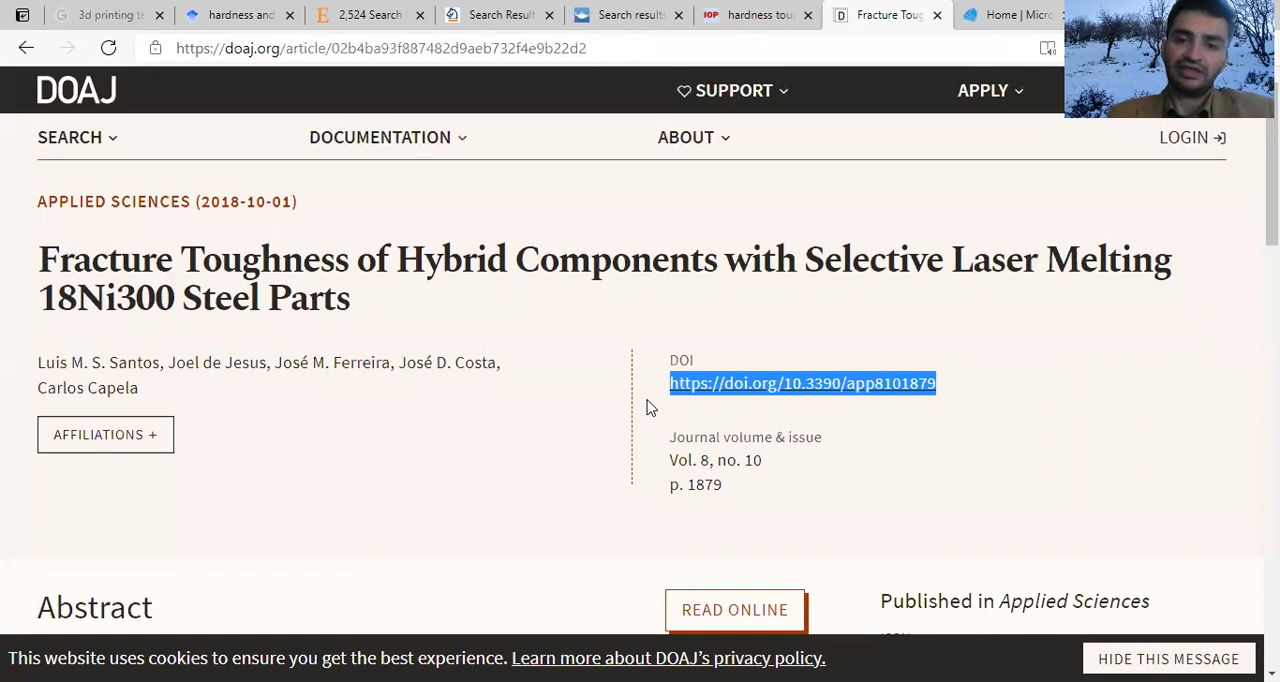 3d printing te
hardness and
2,524 Search
Search Result
Search results
IOP
hardness toug
D
Fracture Toug
Home | Micro
https://doaj.org/article/02b4ba93f887482d9aeb732f4e9b22d2
DOAJ
SUPPORT
APPLY
SEARCH
DOCUMENTATION
ABOUT
LOGIN
APPLIED SCIENCES (2018-10-01)
Fracture Toughness of Hybrid Components with Selective Laser Melting
18Ni300 Steel Parts
Luis M. S. Santos, Joel de Jesus, José M. Ferreira, José D. Costa,
Carlos Capela
AFFILIATIONS +
DOI
https://doi.org/10.3390/app8101879
Journal volume & issue
Vol. 8, no. 10
p. 1879
Abstract
READ ONLINE
Published in Applied Sciences
This website uses cookies to ensure you get the best experience. Learn more about DOAJ's privacy policy.
HIDE THIS MESSAGE